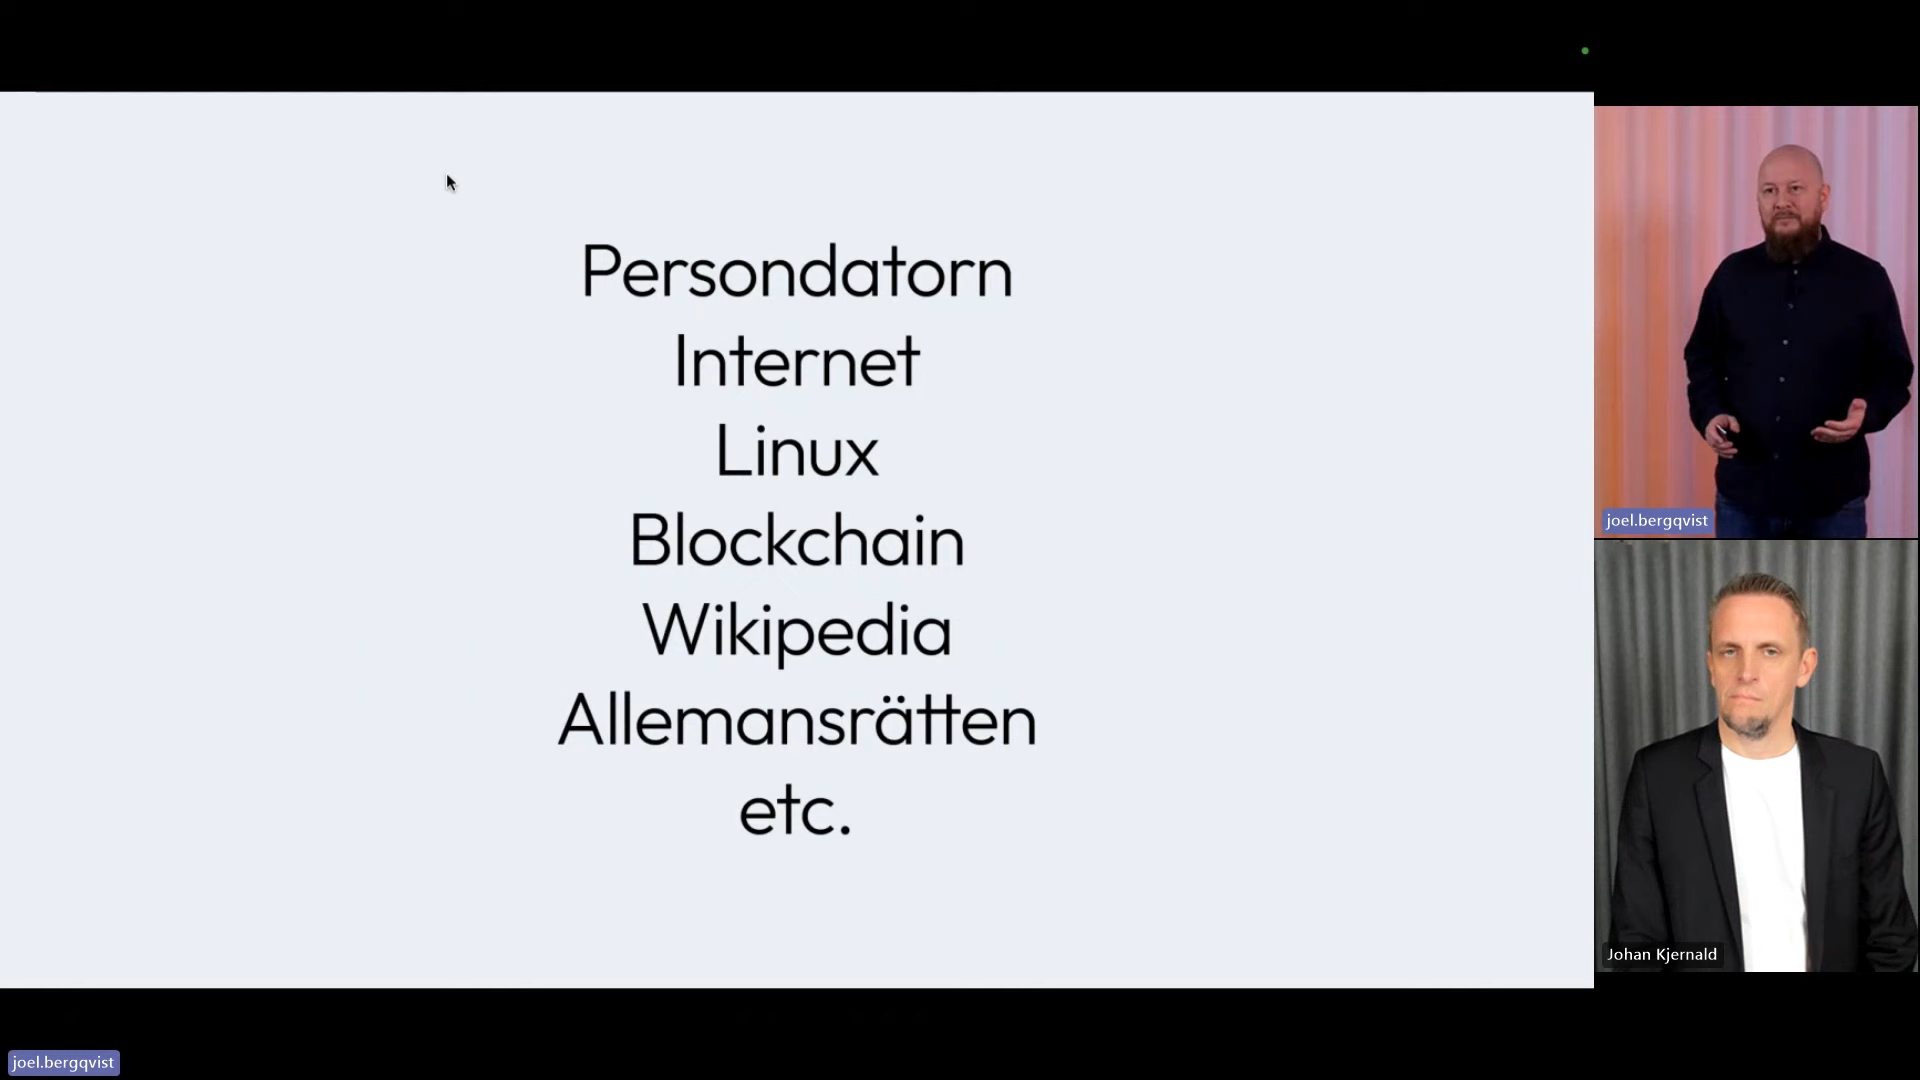 Persondatorn
Internet
Linux
Blockchain
Wikipedia
Allemansrätten
etc.
joel.bergqvist
Johan Kjernald
joel.bergqvist